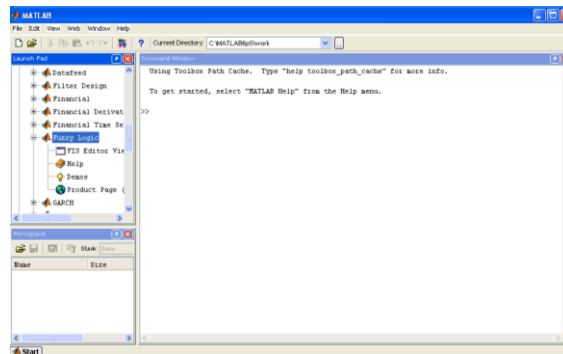 MATLAB
File Edit View Web Window Help
? Current Directory: C:\MATLAB6p5\work
Launch Pad
Datafeed
Filter Design
Financial
Financial Derivat
Financial Time Se
Fuzzy Logic
FIS Editor Vie
Help
Demos
Product Page (
GARCH
Workspace
Stack: Base
Name Size
Command Window
Using Toolbox Path Cache. Type "help toolbox_path_cache" for more info.
To get started, select "MATLAB Help" from the Help menu.
>>
Start